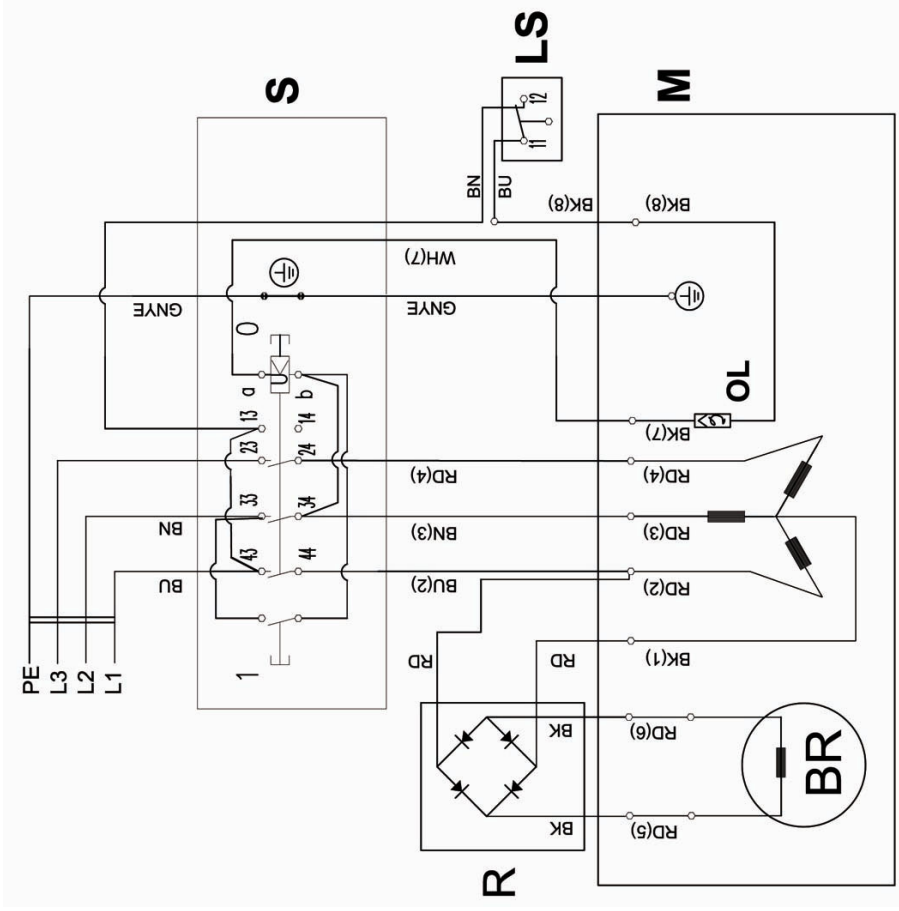 LS
S
M
12
11
BN
BU
BK(8)
BK(8)
WH(7)
GNYE
GNYE
0
a
b
OL
13
14
BK(7)
23
24
RD(4)
RD(4)
33
34
BN
BN(3)
RD(3)
43
44
BU
BU(2)
RD(2)
1
PE
L3
L2
L1
RD
RD
BK(1)
BK
RD(6)
BR
BK
RD(5)
R